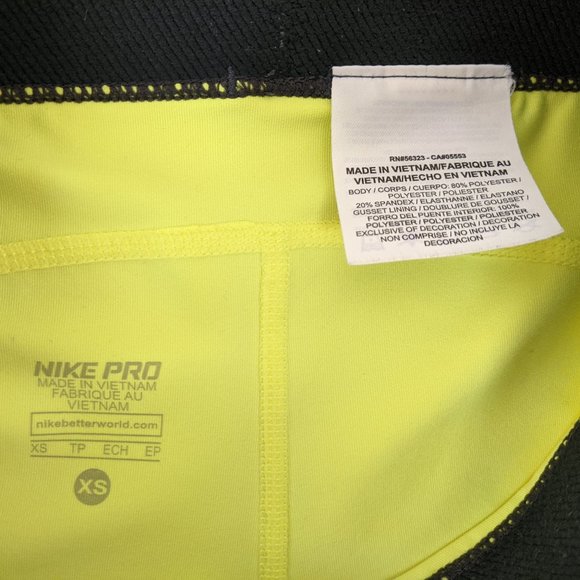 RN#56323 - CA#05553
MADE IN VIETNAM/FABRIQUE AU
VIETNAM/HECHO EN VIETNAM
BODY / CORPS / CUERPO: 80% POLYESTER /
POLYESTER / POLIESTER
20% SPANDEX / ELASTHANNE / ELASTANO
GUSSET LINING / DOUBLURE DE GOUSSET /
FORRO DEL PUENTE INTERIOR: 100%
POLYESTER / POLYESTER / POLIESTER
EXCLUSIVE OF DECORATION / DECORATION
NON COMPRISE / NO INCLUYE LA
DECORACION
NIKE PRO
MADE IN VIETNAM
FABRIQUE AU
VIETNAM
nikebetterworld.com
XS TP ECH EP
XS